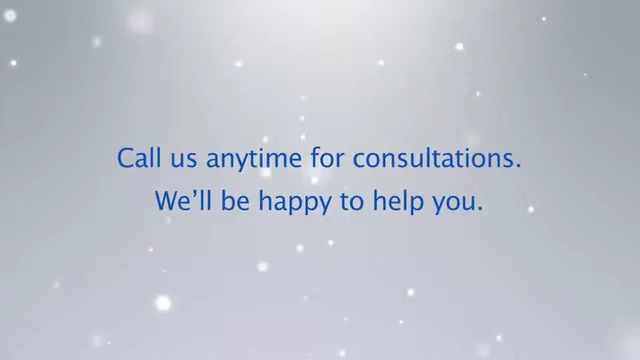 Call us anytime for consultations.
We’ll be happy to help you.